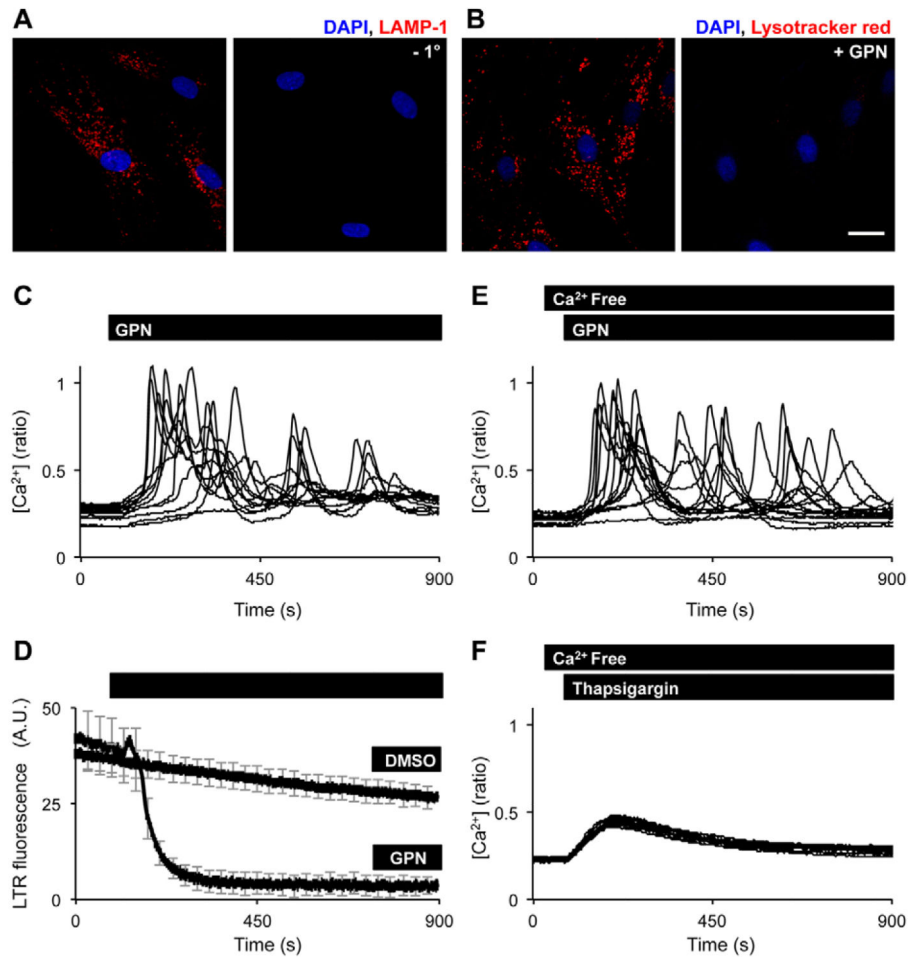 A
DAPI, LAMP-1
- 1°
B
DAPI, Lysotracker red
+ GPN
C
GPN
[Ca²⁺] (ratio)
1
0.5
0
0
450
900
Time (s)
E
Ca²⁺ Free
GPN
[Ca²⁺] (ratio)
1
0.5
0
0
450
900
Time (s)
D
LTR fluorescence (A.U.)
50
25
0
DMSO
GPN
0
450
900
Time (s)
F
Ca²⁺ Free
Thapsigargin
[Ca²⁺] (ratio)
1
0.5
0
0
450
900
Time (s)